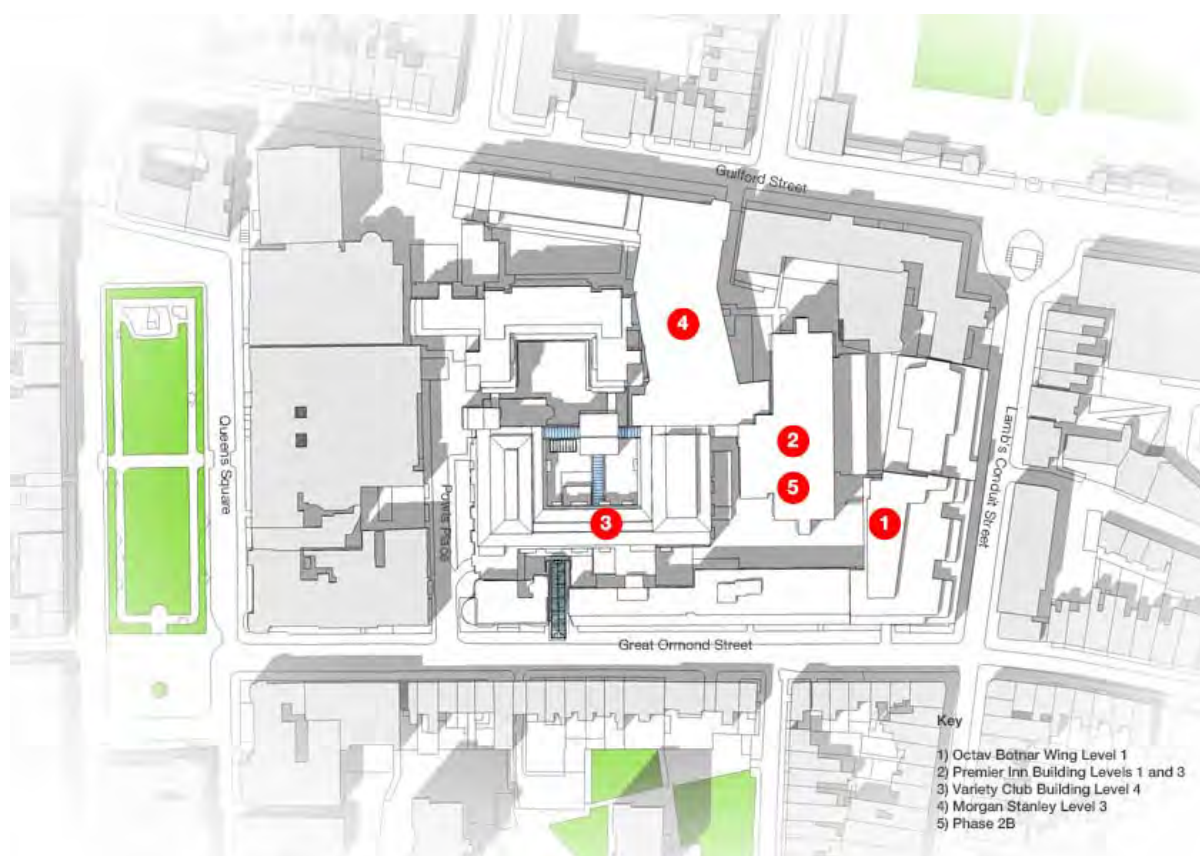 Guilford Street
4
2
5
3
1
Queens Square
Powis Place
Lamb's Conduit Street
Great Ormond Street
Key
1) Octav Botnar Wing Level 1
2) Premier Inn Building Levels 1 and 3
3) Variety Club Building Level 4
4) Morgan Stanley Level 3
5) Phase 2B